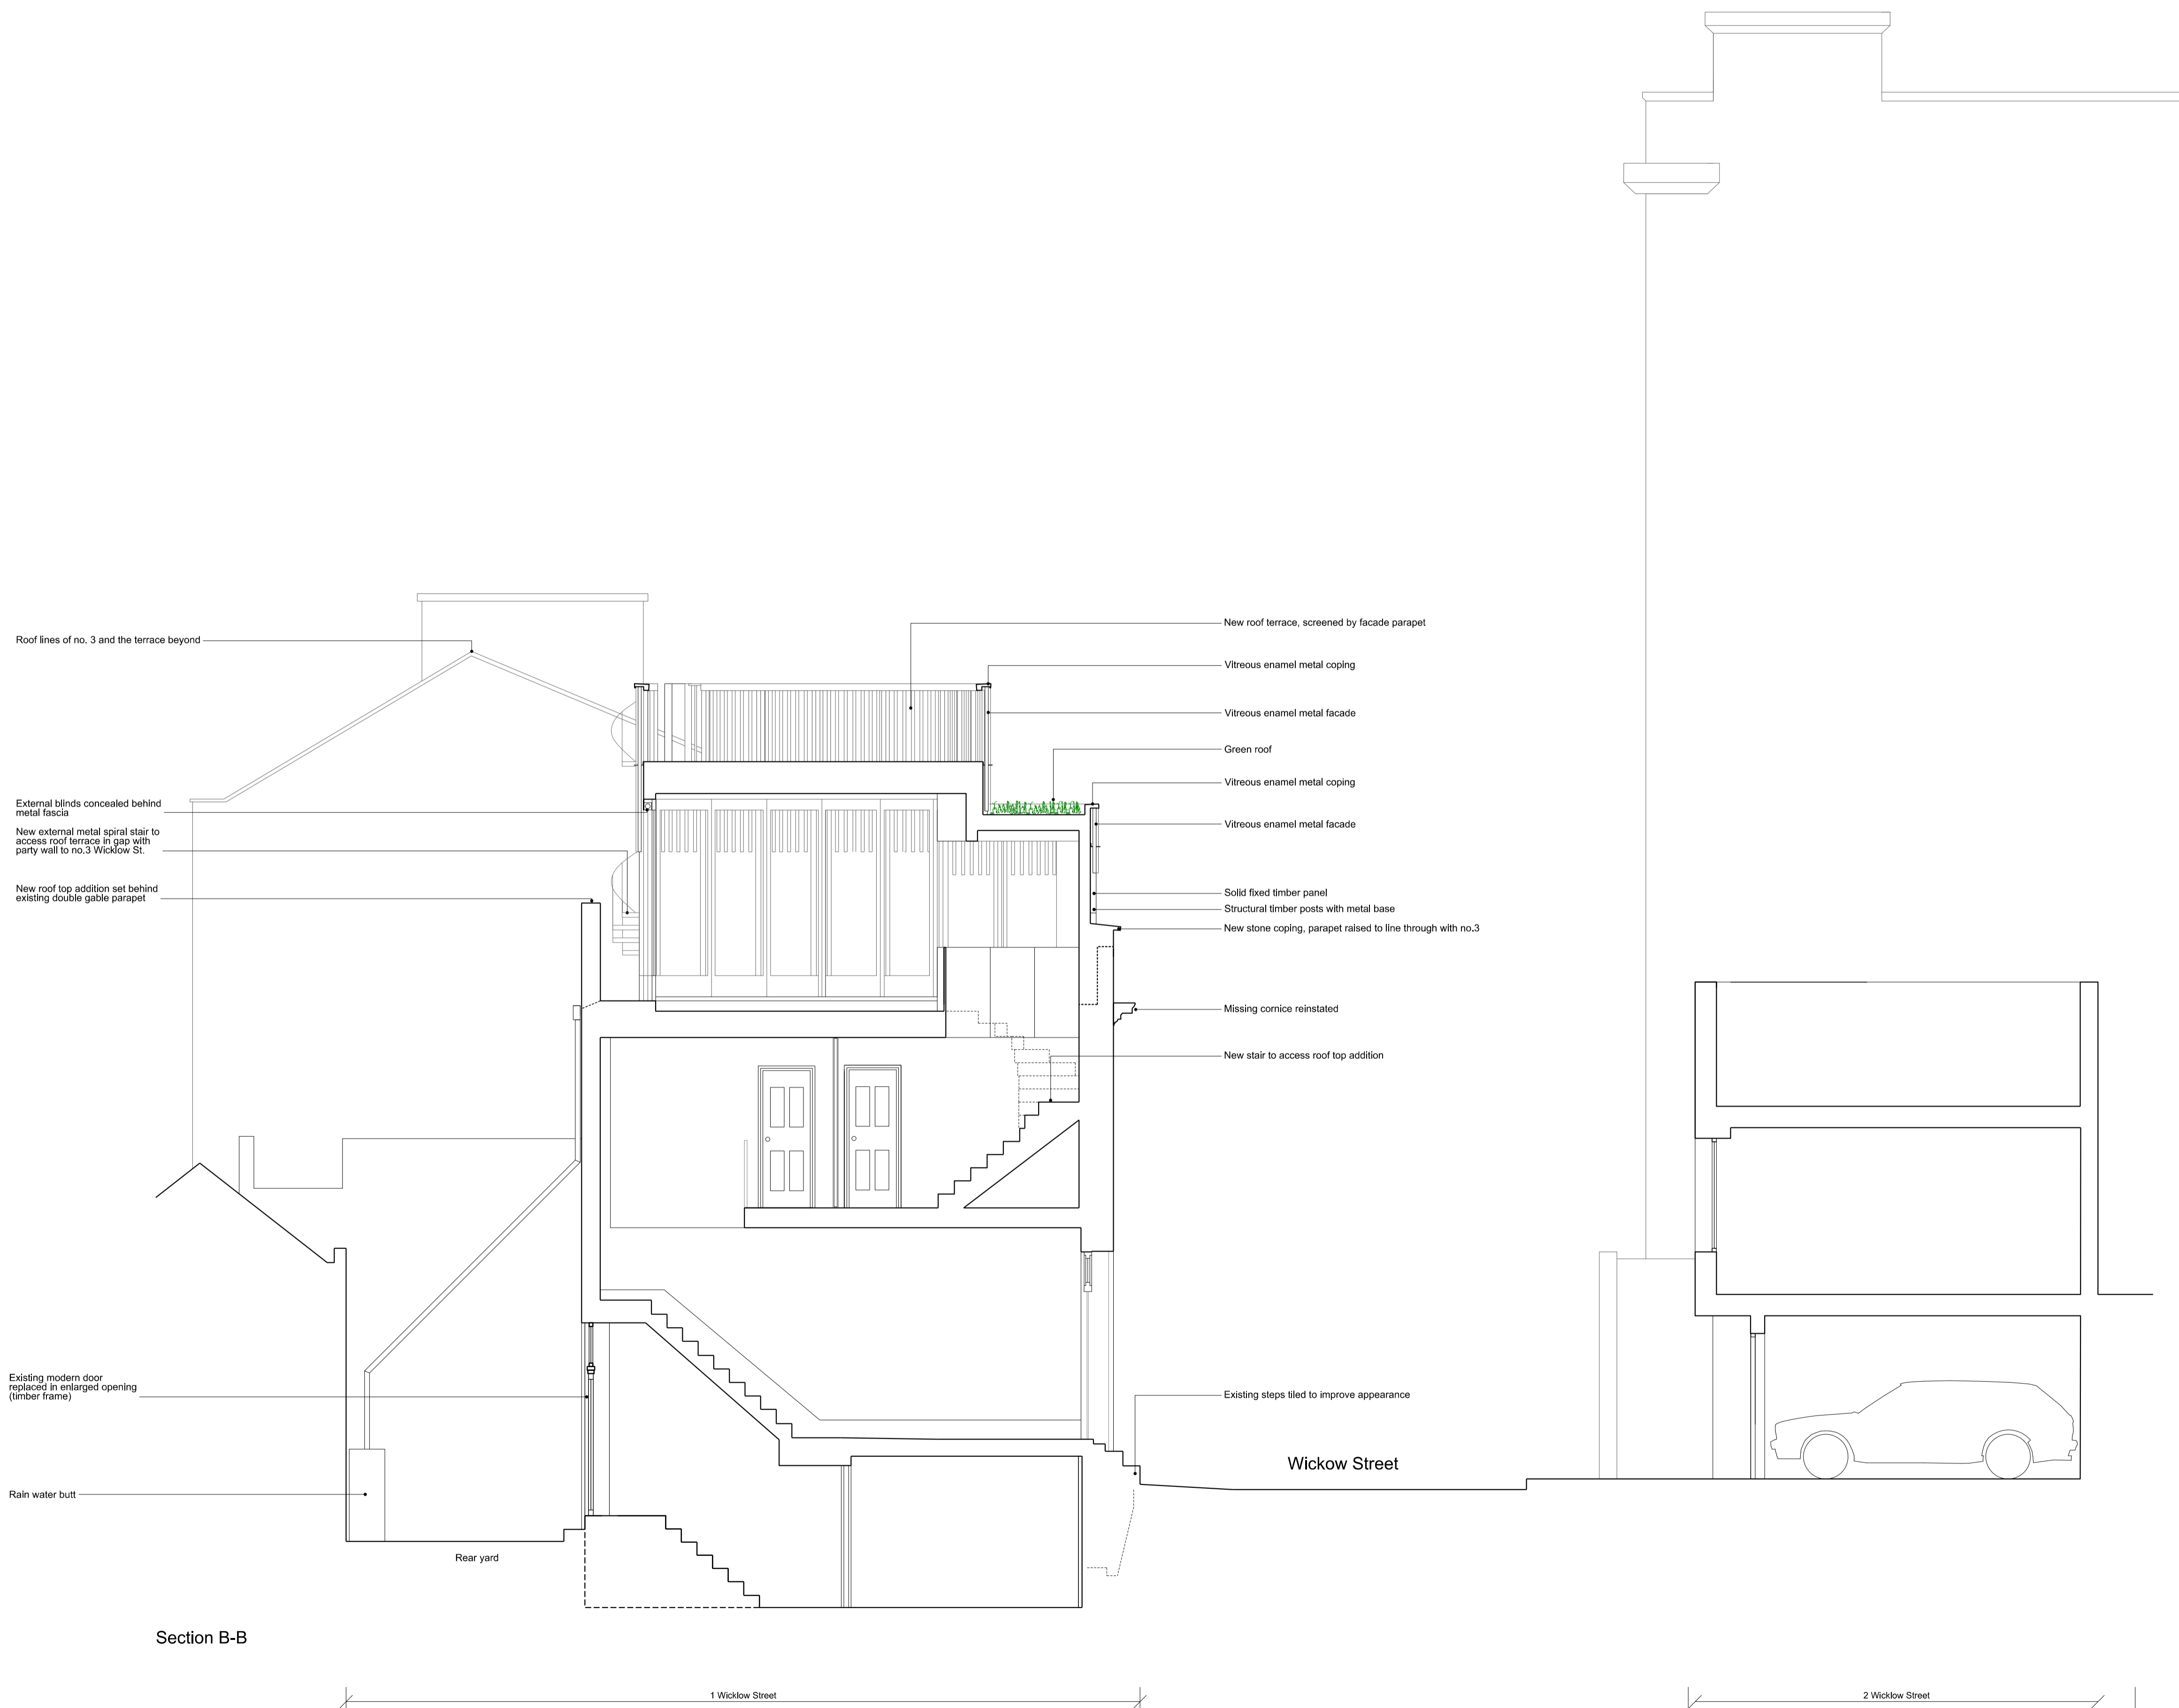 Roof lines of no. 3 and the terrace beyond
External blinds concealed behind
metal fascia
New external metal spiral stair to
access roof terrace in gap with
party wall to no.3 Wicklow St.
New roof top addition set behind
existing double gable parapet
Existing modern door
replaced in enlarged opening
(timber frame)
Rain water butt
Rear yard
New roof terrace, screened by facade parapet
Vitreous enamel metal coping
Vitreous enamel metal facade
Green roof
Vitreous enamel metal coping
Vitreous enamel metal facade
Solid fixed timber panel
Structural timber posts with metal base
New stone coping, parapet raised to line through with no.3
Missing cornice reinstated
New stair to access roof top addition
Existing steps tiled to improve appearance
Wickow Street
Section B-B
1 Wicklow Street
2 Wicklow Street